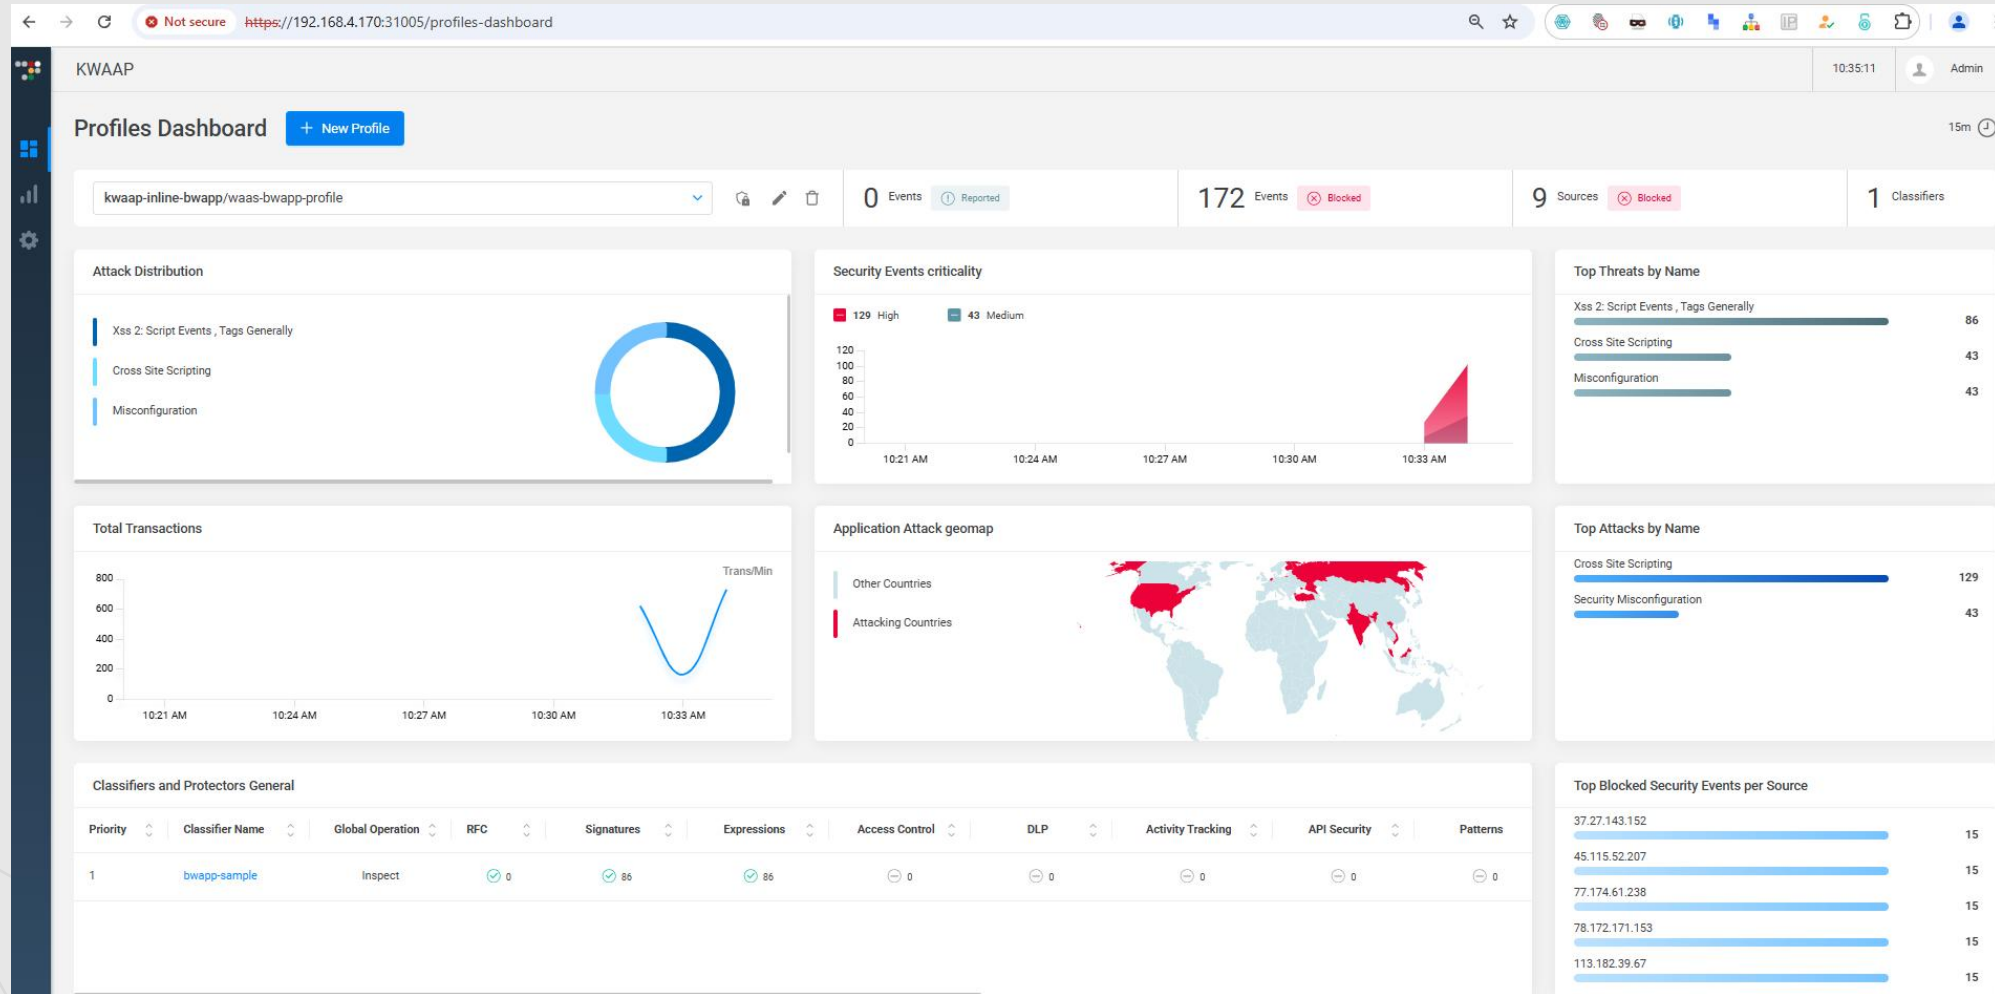 Not secure https://192.168.4.170:31005/profiles-dashboard
IP
KWAAP
10:35:11
Admin
Profiles Dashboard
+ New Profile
15m
kwaap-inline-bwapp/waas-bwapp-profile
0 Events Reported
172 Events Blocked
9 Sources Blocked
1 Classifiers
Attack Distribution
Xss 2: Script Events , Tags Generally
Cross Site Scripting
Misconfiguration
Security Events criticality
129 High
43 Medium
120
100
80
60
40
20
0
10:21 AM 10:24 AM 10:27 AM 10:30 AM 10:33 AM
Top Threats by Name
Xss 2: Script Events , Tags Generally
86
Cross Site Scripting
43
Misconfiguration
43
Total Transactions
Trans/Min
800
600
400
200
0
10:21 AM 10:24 AM 10:27 AM 10:30 AM 10:33 AM
Application Attack geomap
Other Countries
Attacking Countries
Top Attacks by Name
Cross Site Scripting
129
Security Misconfiguration
43
Classifiers and Protectors General
Priority Classifier Name Global Operation RFC Signatures Expressions Access Control DLP Activity Tracking API Security Patterns
1 bwapp-sample Inspect 0 86 86 0 0 0 0 0
Top Blocked Security Events per Source
37.27.143.152
15
45.115.52.207
15
77.174.61.238
15
78.172.171.153
15
113.182.39.67
15